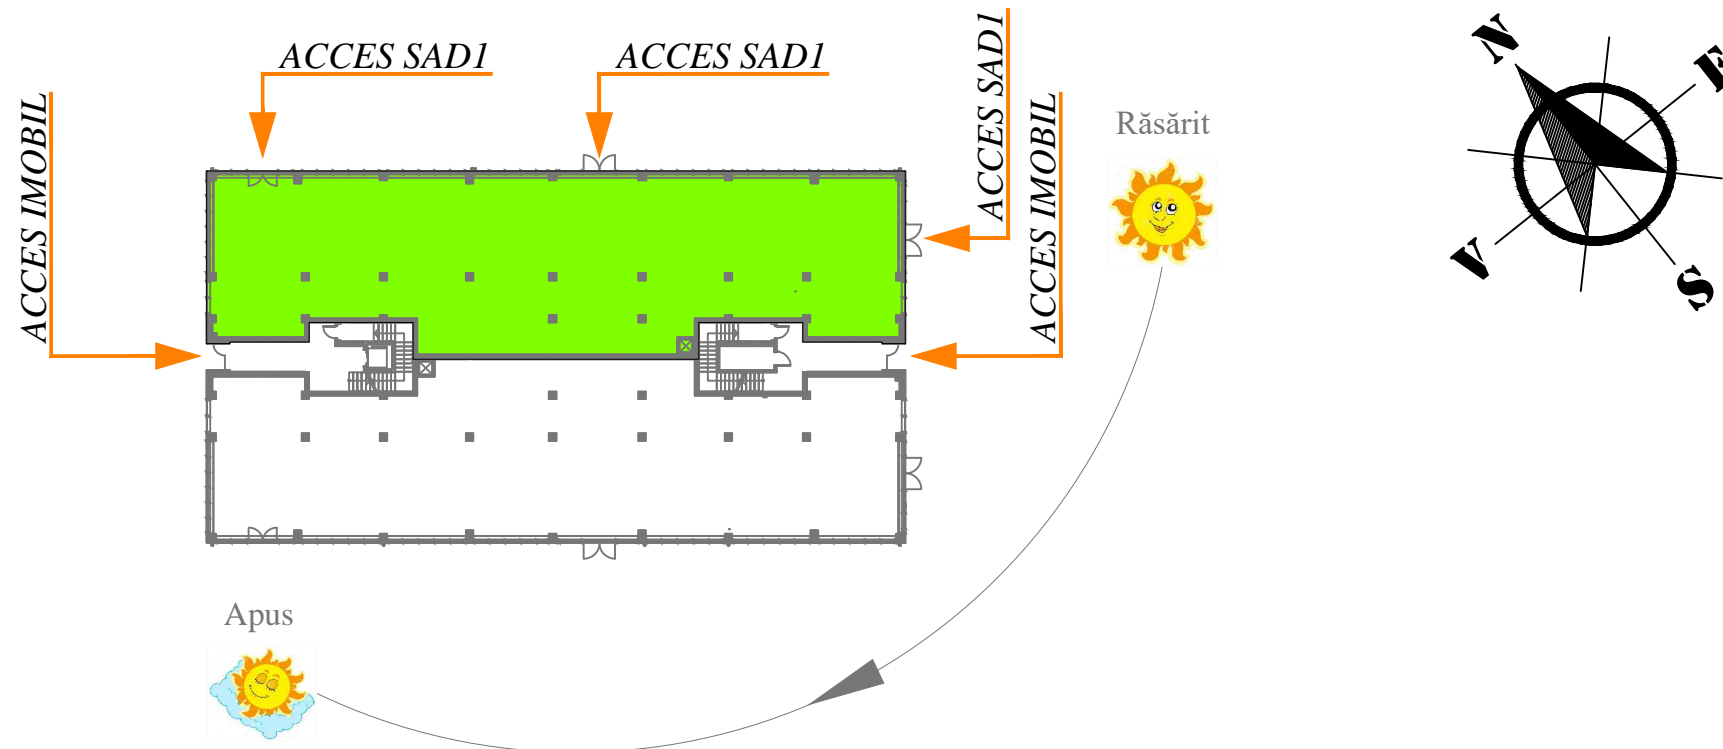 ACCES SAD1
ACCES SAD1
ACCES SAD1
ACCES IMOBIL
ACCES IMOBIL
Răsărit
N
E
V
S
Apus